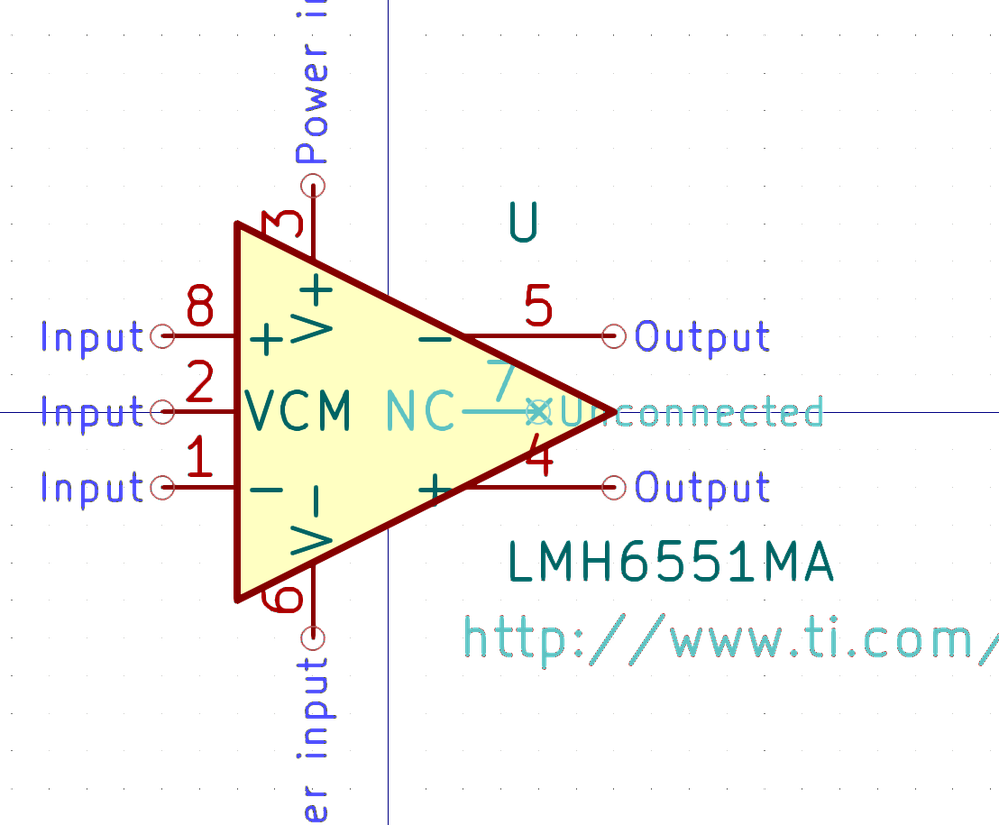 Power in
U
3
8
5
Input
+
V+
−
Output
7
2
Input
VCM
NC
Unconnected
1
4
Input
−
V−
+
Output
LMH6551MA
6
http://www.ti.com/
er input